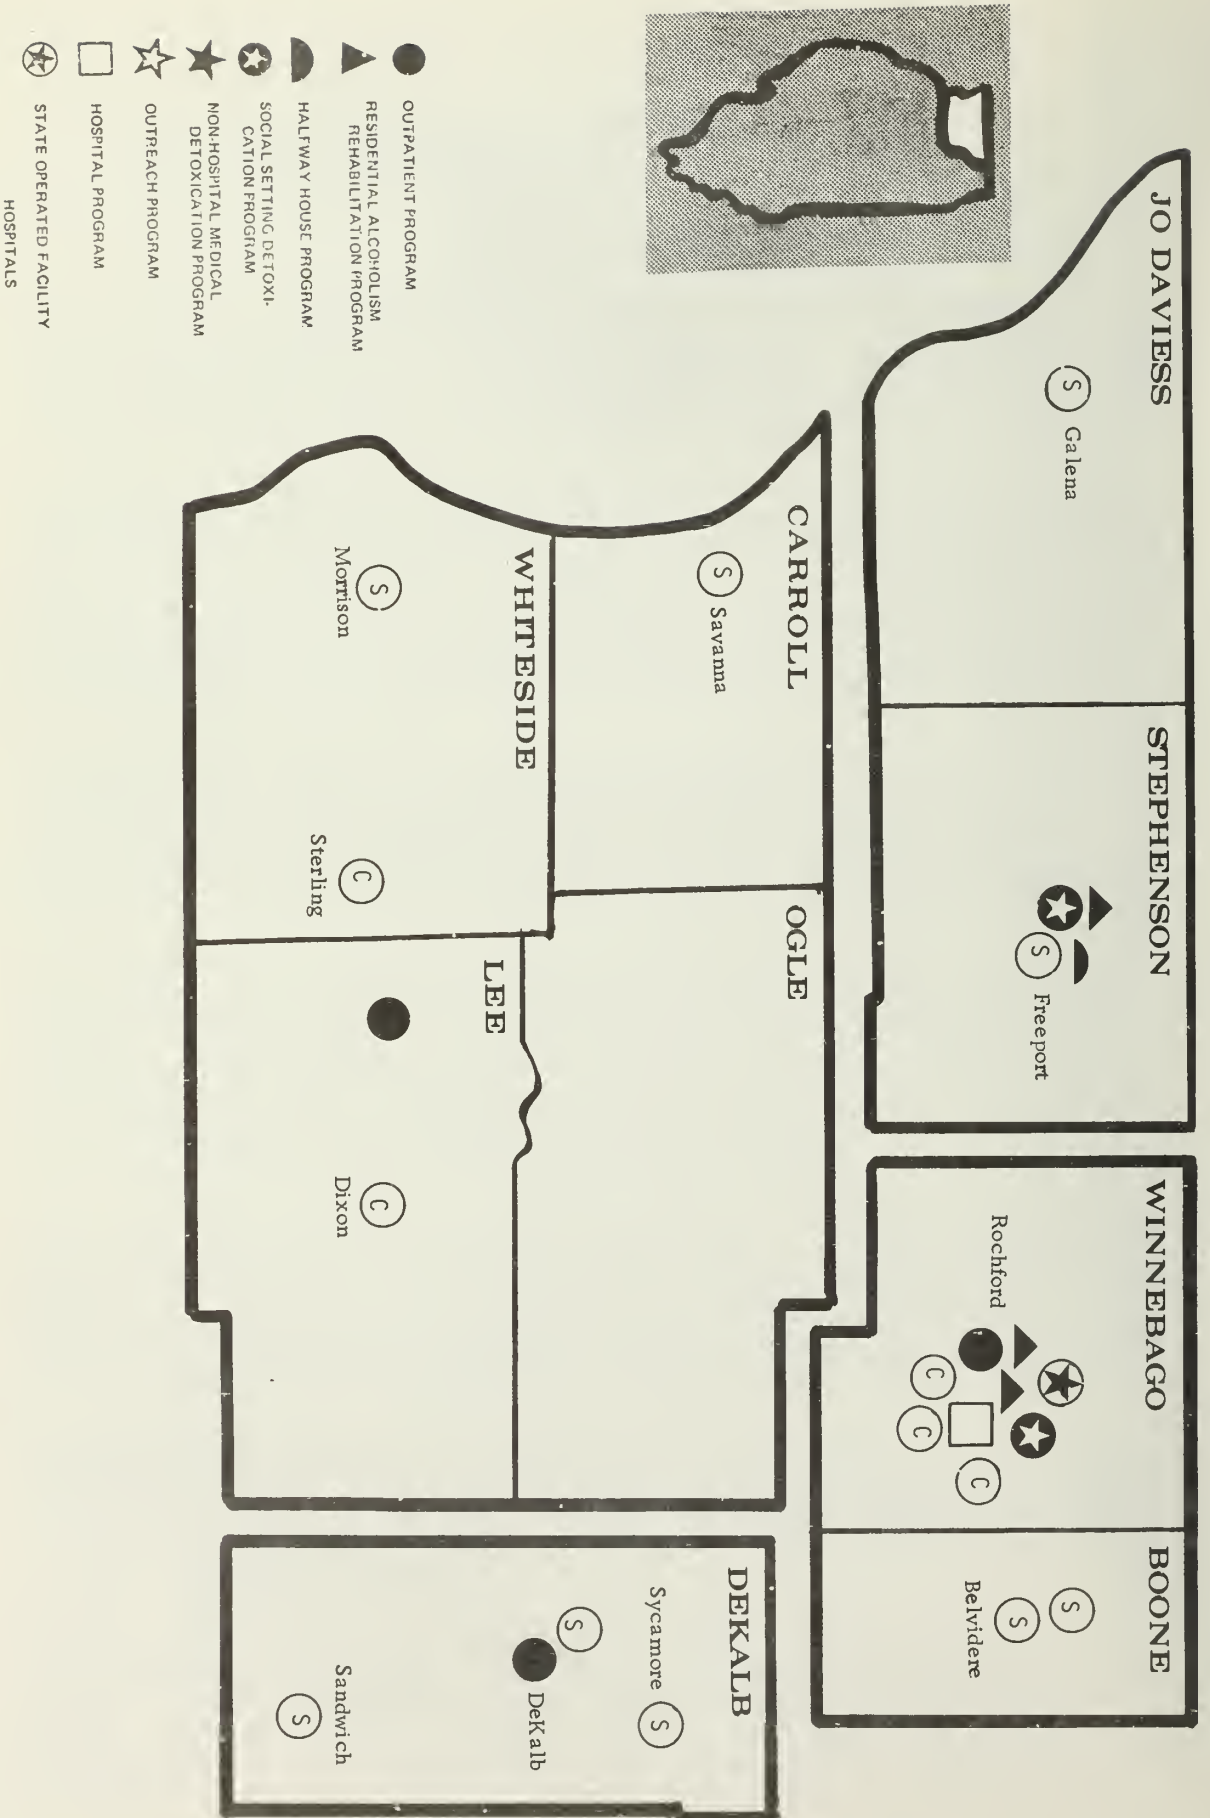 JO DAVIESS
S
Galena
STEPHENSON
S
Freeport
WINNEBAGO
Rochford
C
C
C
BOONE
S
S
Belvidere
CARROLL
S
Savanna
OGLE
WHITESIDE
S
Morrison
C
Sterling
LEE
C
Dixon
DEKALB
Sycamore
S
S
DeKalb
Sandwich
S
OUTPATIENT PROGRAM
RESIDENTIAL ALCOHOLISM
REHABILITATION PROGRAM
HALFWAY HOUSE PROGRAM
SOCIAL SETTING DETOXI-
CATION PROGRAM
NON-HOSPITAL MEDICAL
DETOXICATION PROGRAM
OUTREACH PROGRAM
HOSPITAL PROGRAM
STATE OPERATED FACILITY
HOSPITALS